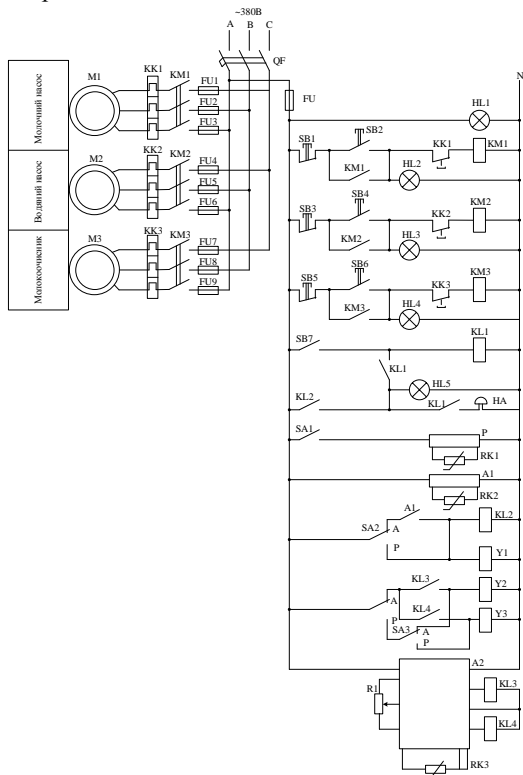 ~380В
A B C
QF
N
Молочний насос
Водяний насос
Молокоочисник
M1
KK1
KM1
FU1
FU2
FU3
M2
KK2
KM2
FU4
FU5
FU6
M3
KK3
KM3
FU7
FU8
FU9
FU
HL1
SB1
SB2
KK1
KM1
KM1
HL2
SB3
SB4
KK2
KM2
KM2
HL3
SB5
SB6
KK3
KM3
KM3
HL4
SB7
KL1
KL1
HL5
KL2
KL1
HA
SA1
P
RK1
A1
RK2
A1
KL2
SA2
A
P
Y1
KL3
Y2
A
KL4
Y3
P
SA3
A
P
A2
R1
KL3
KL4
RK3